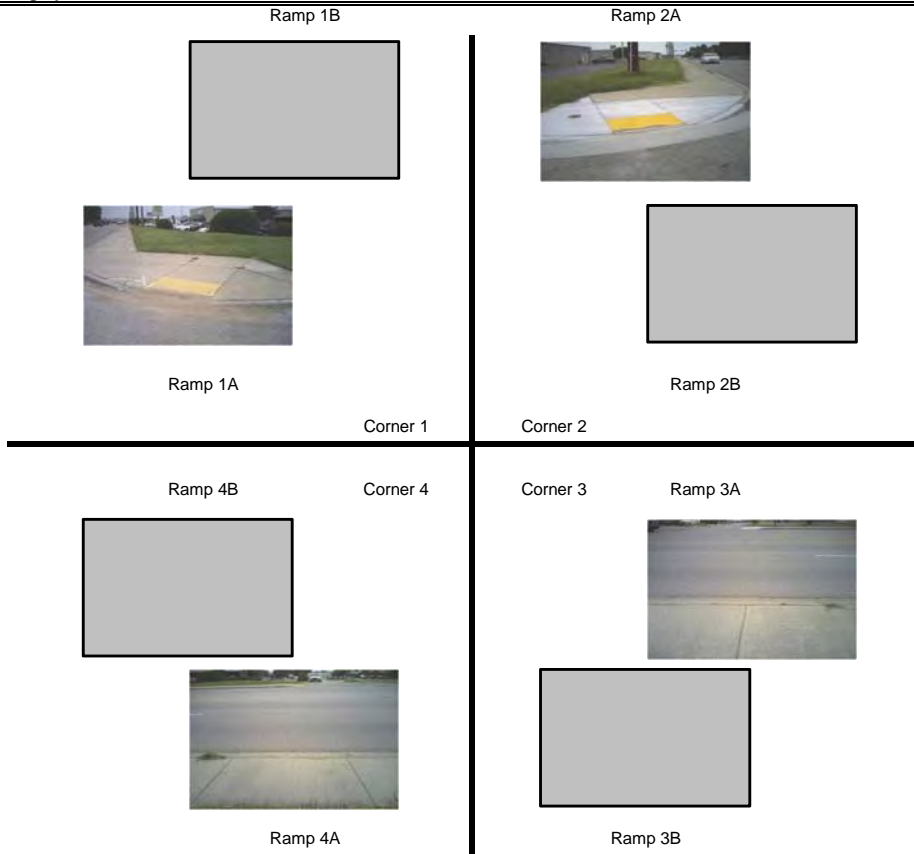 Ramp 1B Ramp 2A
Ramp 1A Ramp 2B
Corner 1 Corner 2
Ramp 4B Corner 4 Corner 3 Ramp 3A
Ramp 4A Ramp 3B